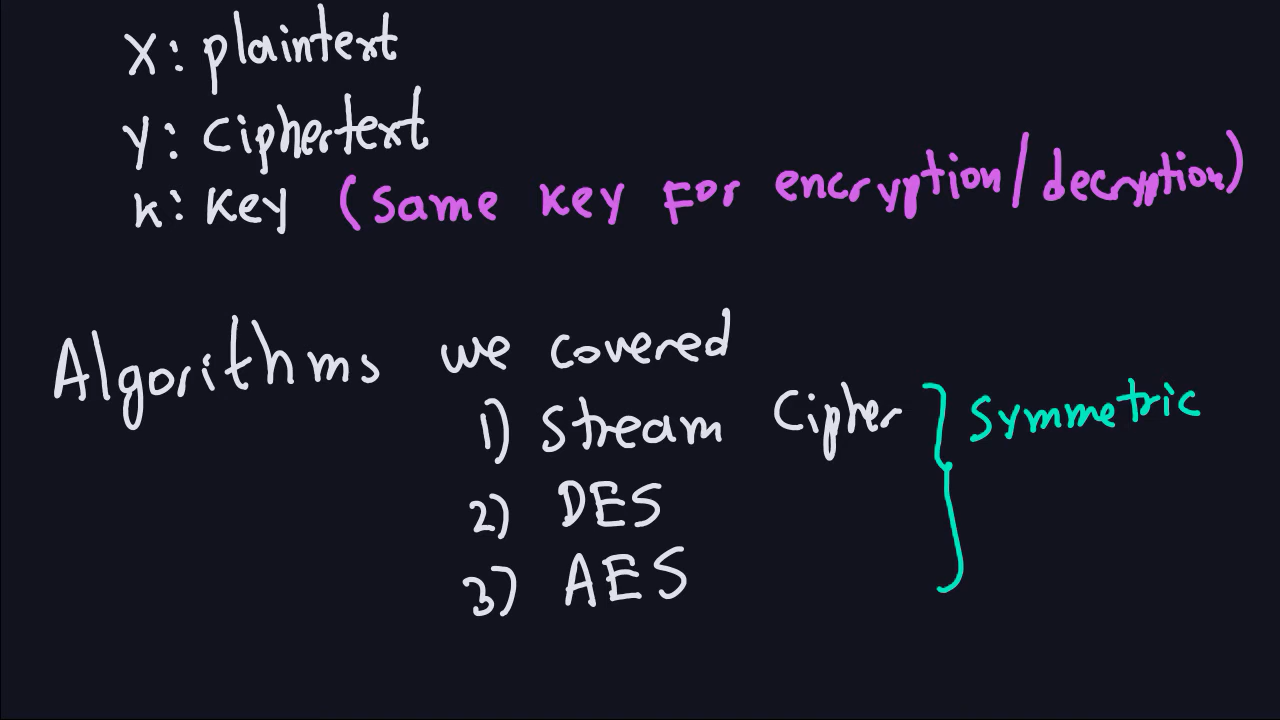 x: plaintext
y: Ciphertext
k: Key (same key for encryption/decryption)
Algorithms we covered
1) Stream Cipher } Symmetric
2) DES
3) AES